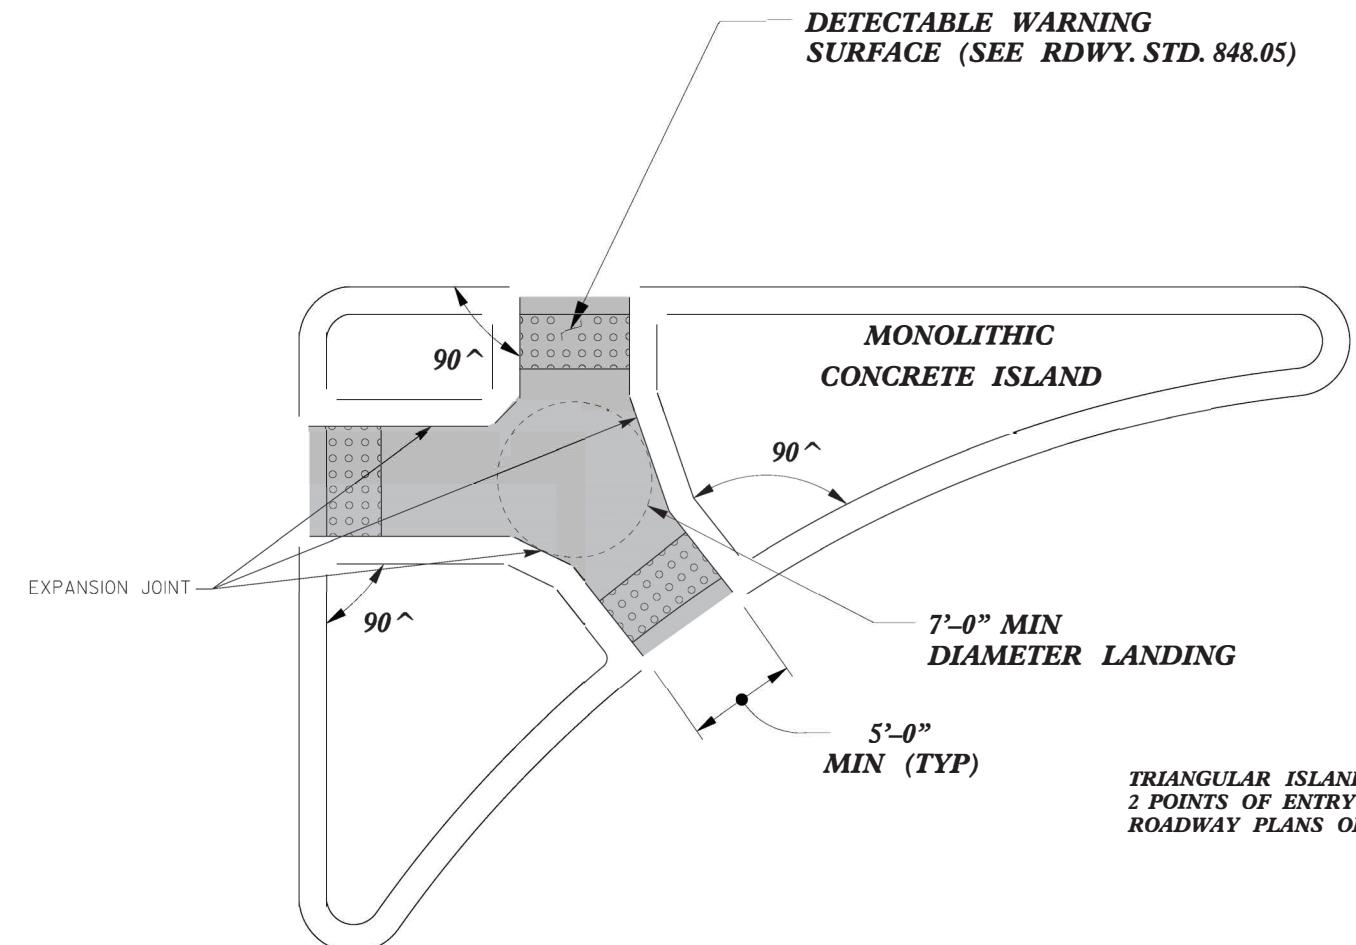 DETECTABLE WARNING
SURFACE (SEE RDWY. STD. 848.05)
MONOLITHIC
CONCRETE ISLAND
90^
90^
EXPANSION JOINT
90^
7'-0" MIN
DIAMETER LANDING
5'-0"
MIN (TYP)
TRIANGULAR
2 POINTS OF ENTRY
ROADWAY PLANS